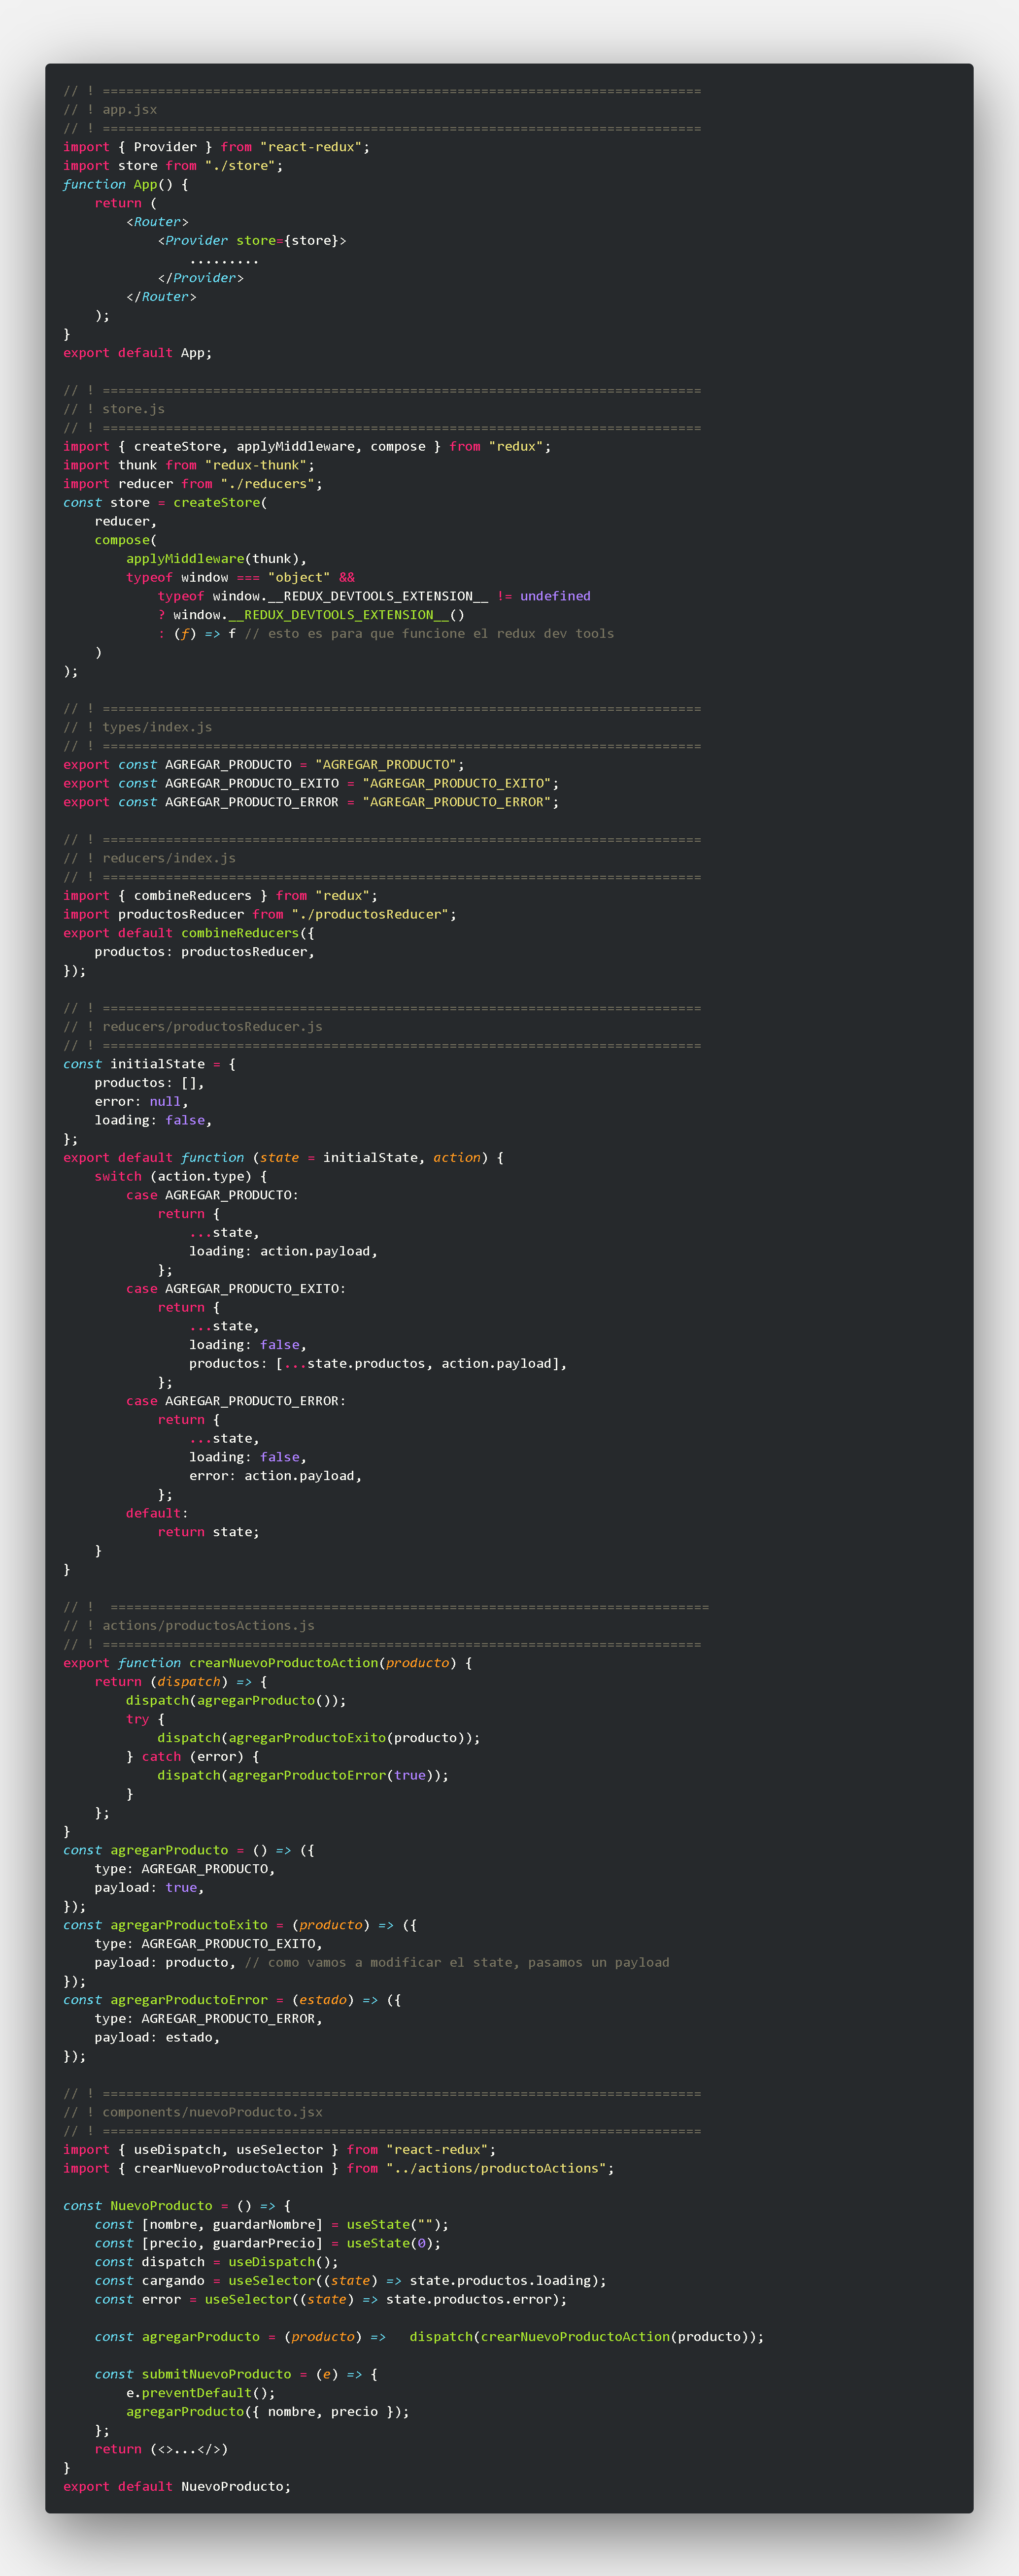 // ! ============================================================================
// ! app.jsx
// ! ============================================================================
import { Provider } from "react-redux";
import store from "./store";
function App() {
    return (
        <Router>
            <Provider store={store}>
                .........
            </Provider>
        </Router>
    );
}
export default App;

// ! ============================================================================
// ! store.js
// ! ============================================================================
import { createStore, applyMiddleware, compose } from "redux";
import thunk from "redux-thunk";
import reducer from "./reducers";
const store = createStore(
    reducer,
    compose(
        applyMiddleware(thunk),
        typeof window === "object" &&
            typeof window.__REDUX_DEVTOOLS_EXTENSION__ != undefined
            ? window.__REDUX_DEVTOOLS_EXTENSION__()
            : (f) => f // esto es para que funcione el redux dev tools
    )
);

// ! ============================================================================
// ! types/index.js
// ! ============================================================================
export const AGREGAR_PRODUCTO = "AGREGAR_PRODUCTO";
export const AGREGAR_PRODUCTO_EXITO = "AGREGAR_PRODUCTO_EXITO";
export const AGREGAR_PRODUCTO_ERROR = "AGREGAR_PRODUCTO_ERROR";

// ! ============================================================================
// ! reducers/index.js
// ! ============================================================================
import { combineReducers } from "redux";
import productosReducer from "./productosReducer";
export default combineReducers({
    productos: productosReducer,
});

// ! ============================================================================
// ! reducers/productosReducer.js
// ! ============================================================================
const initialState = {
    productos: [],
    error: null,
    loading: false,
};
export default function (state = initialState, action) {
    switch (action.type) {
        case AGREGAR_PRODUCTO:
            return {
                ...state,
                loading: action.payload,
            };
        case AGREGAR_PRODUCTO_EXITO:
            return {
                ...state,
                loading: false,
                productos: [...state.productos, action.payload],
            };
        case AGREGAR_PRODUCTO_ERROR:
            return {
                ...state,
                loading: false,
                error: action.payload,
            };
        default:
            return state;
    }
}

// !  ============================================================================
// ! actions/productosActions.js
// ! ============================================================================
export function crearNuevoProductoAction(producto) {
    return (dispatch) => {
        dispatch(agregarProducto());
        try {
            dispatch(agregarProductoExito(producto));
        } catch (error) {
            dispatch(agregarProductoError(true));
        }
    };
}
const agregarProducto = () => ({
    type: AGREGAR_PRODUCTO,
    payload: true,
});
const agregarProductoExito = (producto) => ({
    type: AGREGAR_PRODUCTO_EXITO,
    payload: producto, // como vamos a modificar el state, pasamos un payload
});
const agregarProductoError = (estado) => ({
    type: AGREGAR_PRODUCTO_ERROR,
    payload: estado,
});

// ! ============================================================================
// ! components/nuevoProducto.jsx
// ! ============================================================================
import { useDispatch, useSelector } from "react-redux";
import { crearNuevoProductoAction } from "../actions/productoActions";

const NuevoProducto = () => {
    const [nombre, guardarNombre] = useState("");
    const [precio, guardarPrecio] = useState(0);
    const dispatch = useDispatch();
    const cargando = useSelector((state) => state.productos.loading);
    const error = useSelector((state) => state.productos.error);

    const agregarProducto = (producto) =>   dispatch(crearNuevoProductoAction(producto));

    const submitNuevoProducto = (e) => {
        e.preventDefault();
        agregarProducto({ nombre, precio });
    };
    return (<>...</>)
}
export default NuevoProducto;